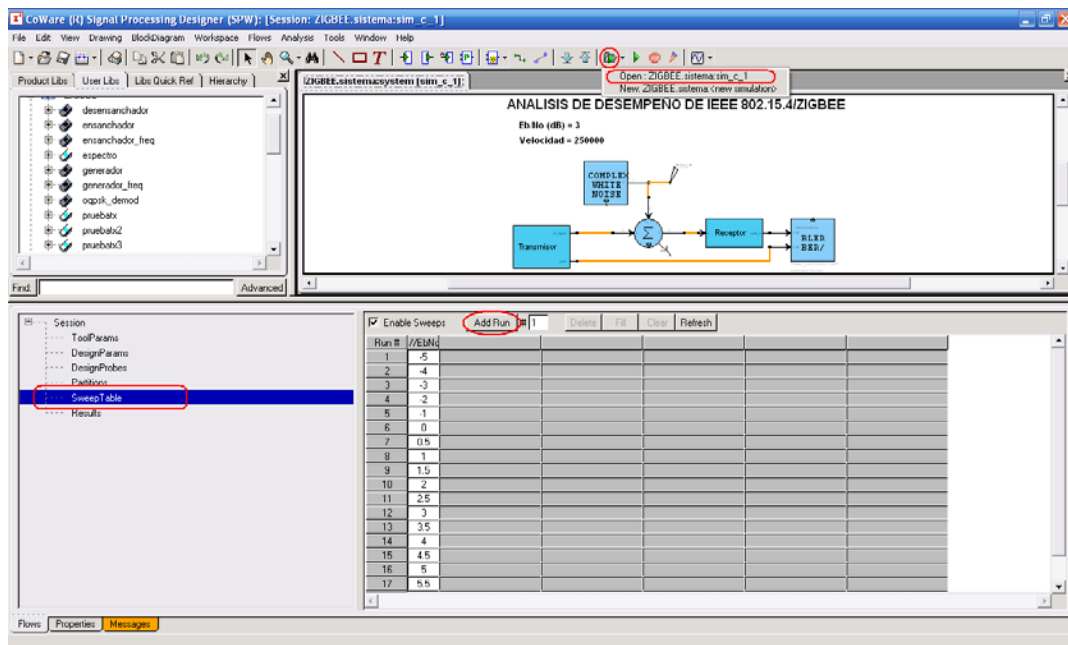 CoWare (R) Signal Processing Designer (SPW): [Session: ZIGBEE.sistema:sim_c_1]
File Edit View Drawing BlockDiagram Workspace Flows Analysis Tools Window Help
Product Libs User Libs Libs Quick Ref Hierarchy
ZIGBEE.sistema:system [sim_c_1]:
Open : ZIGBEE.sistema:sim_c_1
New: ZIGBEE.sistema:<new simulation>
desensanchador
ensanchador
ensanchador_freq
espectro
generador
generador_freq
oqpsk_demod
pruebatx
pruebatx2
pruebatx3
Find: Advanced
ANALISIS DE DESEMPEÑO DE IEEE 802.15.4/ZIGBEE
Eb.No (dB) = 3
Velocidad = 250000
COMPLEX
WHITE
NOISE
Σ
Transmisor
Receptor
BLER
BER/
Session
ToolParams
DesignParams
DesignProbes
Partitions
SweepTable
Results
Enable Sweeps Add Run # 1 Delete Fill Clear Refresh
Run # //EbNo
1 -5
2 -4
3 -3
4 -2
5 -1
6 0
7 0.5
8 1
9 1.5
10 2
11 2.5
12 3
13 3.5
14 4
15 4.5
16 5
17 5.5
Flows Properties Messages